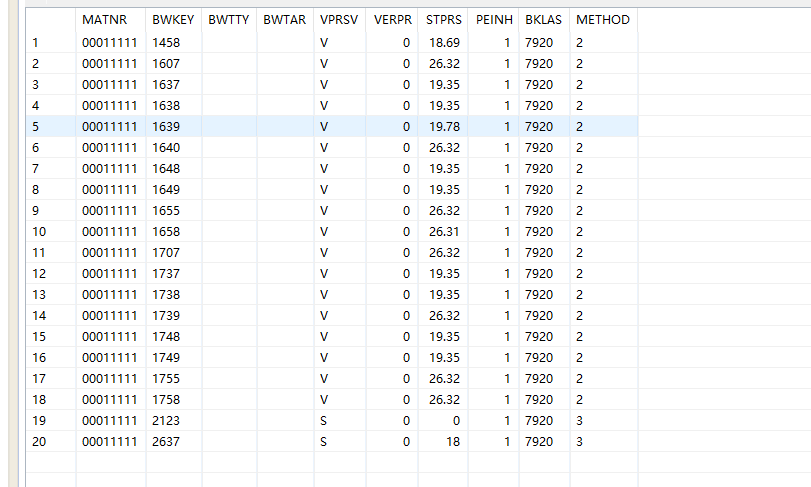 MATNR BWKEY BWTTY BWTAR VPRSV VERPR STPRS PEINH BKLAS METHOD
1 00011111 1458 V 0 18.69 1 7920 2
2 00011111 1607 V 0 26.32 1 7920 2
3 00011111 1637 V 0 19.35 1 7920 2
4 00011111 1638 V 0 19.35 1 7920 2
5 00011111 1639 V 0 19.78 1 7920 2
6 00011111 1640 V 0 26.32 1 7920 2
7 00011111 1648 V 0 19.35 1 7920 2
8 00011111 1649 V 0 19.35 1 7920 2
9 00011111 1655 V 0 26.32 1 7920 2
10 00011111 1658 V 0 26.31 1 7920 2
11 00011111 1707 V 0 26.32 1 7920 2
12 00011111 1737 V 0 19.35 1 7920 2
13 00011111 1738 V 0 19.35 1 7920 2
14 00011111 1739 V 0 26.32 1 7920 2
15 00011111 1748 V 0 19.35 1 7920 2
16 00011111 1749 V 0 19.35 1 7920 2
17 00011111 1755 V 0 26.32 1 7920 2
18 00011111 1758 V 0 26.32 1 7920 2
19 00011111 2123 S 0 0 1 7920 3
20 00011111 2637 S 0 18 1 7920 3